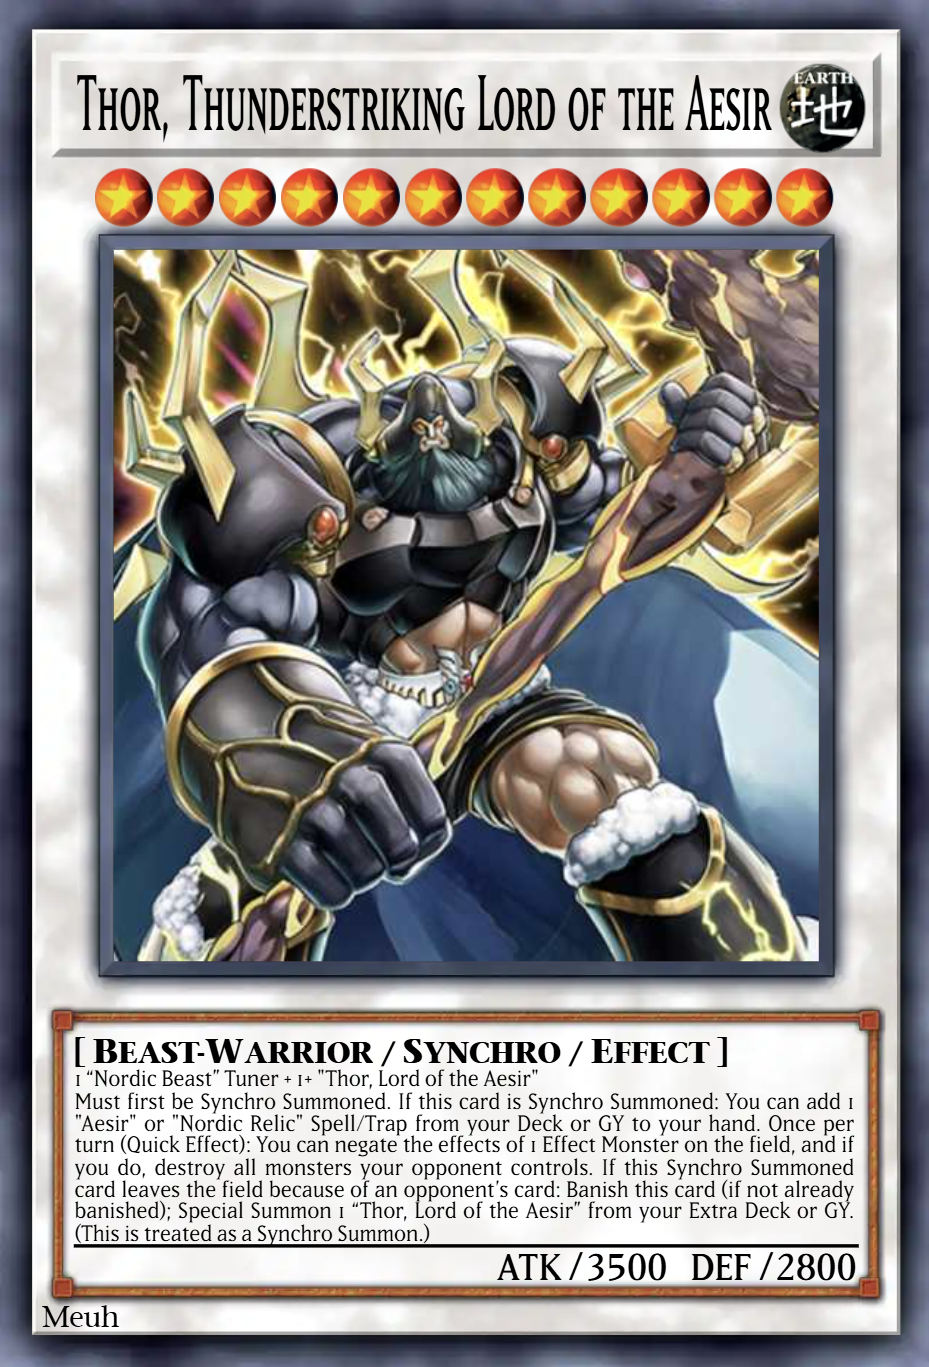 Thor, Thunderstriking Lord of the Aesir
EARTH
地
[ Beast-Warrior / Synchro / Effect ]
1 “Nordic Beast” Tuner + 1+ "Thor, Lord of the Aesir"
Must first be Synchro Summoned. If this card is Synchro Summoned: You can add 1
"Aesir" or "Nordic Relic" Spell/Trap from your Deck or GY to your hand. Once per
turn (Quick Effect): You can negate the effects of 1 Effect Monster on the field, and if
you do, destroy all monsters your opponent controls. If this Synchro Summoned
card leaves the field because of an opponent’s card: Banish this card (if not already
banished); Special Summon 1 “Thor, Lord of the Aesir” from your Extra Deck or GY.
(This is treated as a Synchro Summon.)
ATK/3500 DEF/2800
Meuh